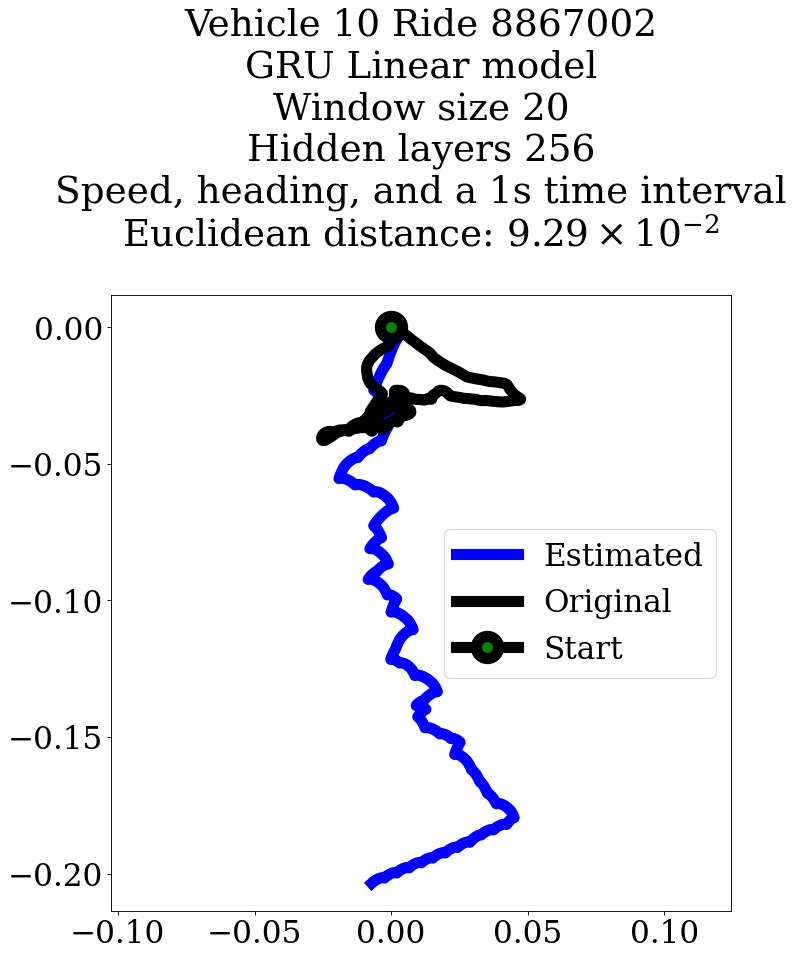 Vehicle 10 Ride 8867002
GRU Linear model
Window size 20
Hidden layers 256
Speed, heading, and a 1s time interval
Euclidean distance: 9.29 × 10⁻²
0.00
−0.05
−0.10
−0.15
−0.20
Estimated
Original
Start
−0.10 −0.05 0.00 0.05 0.10